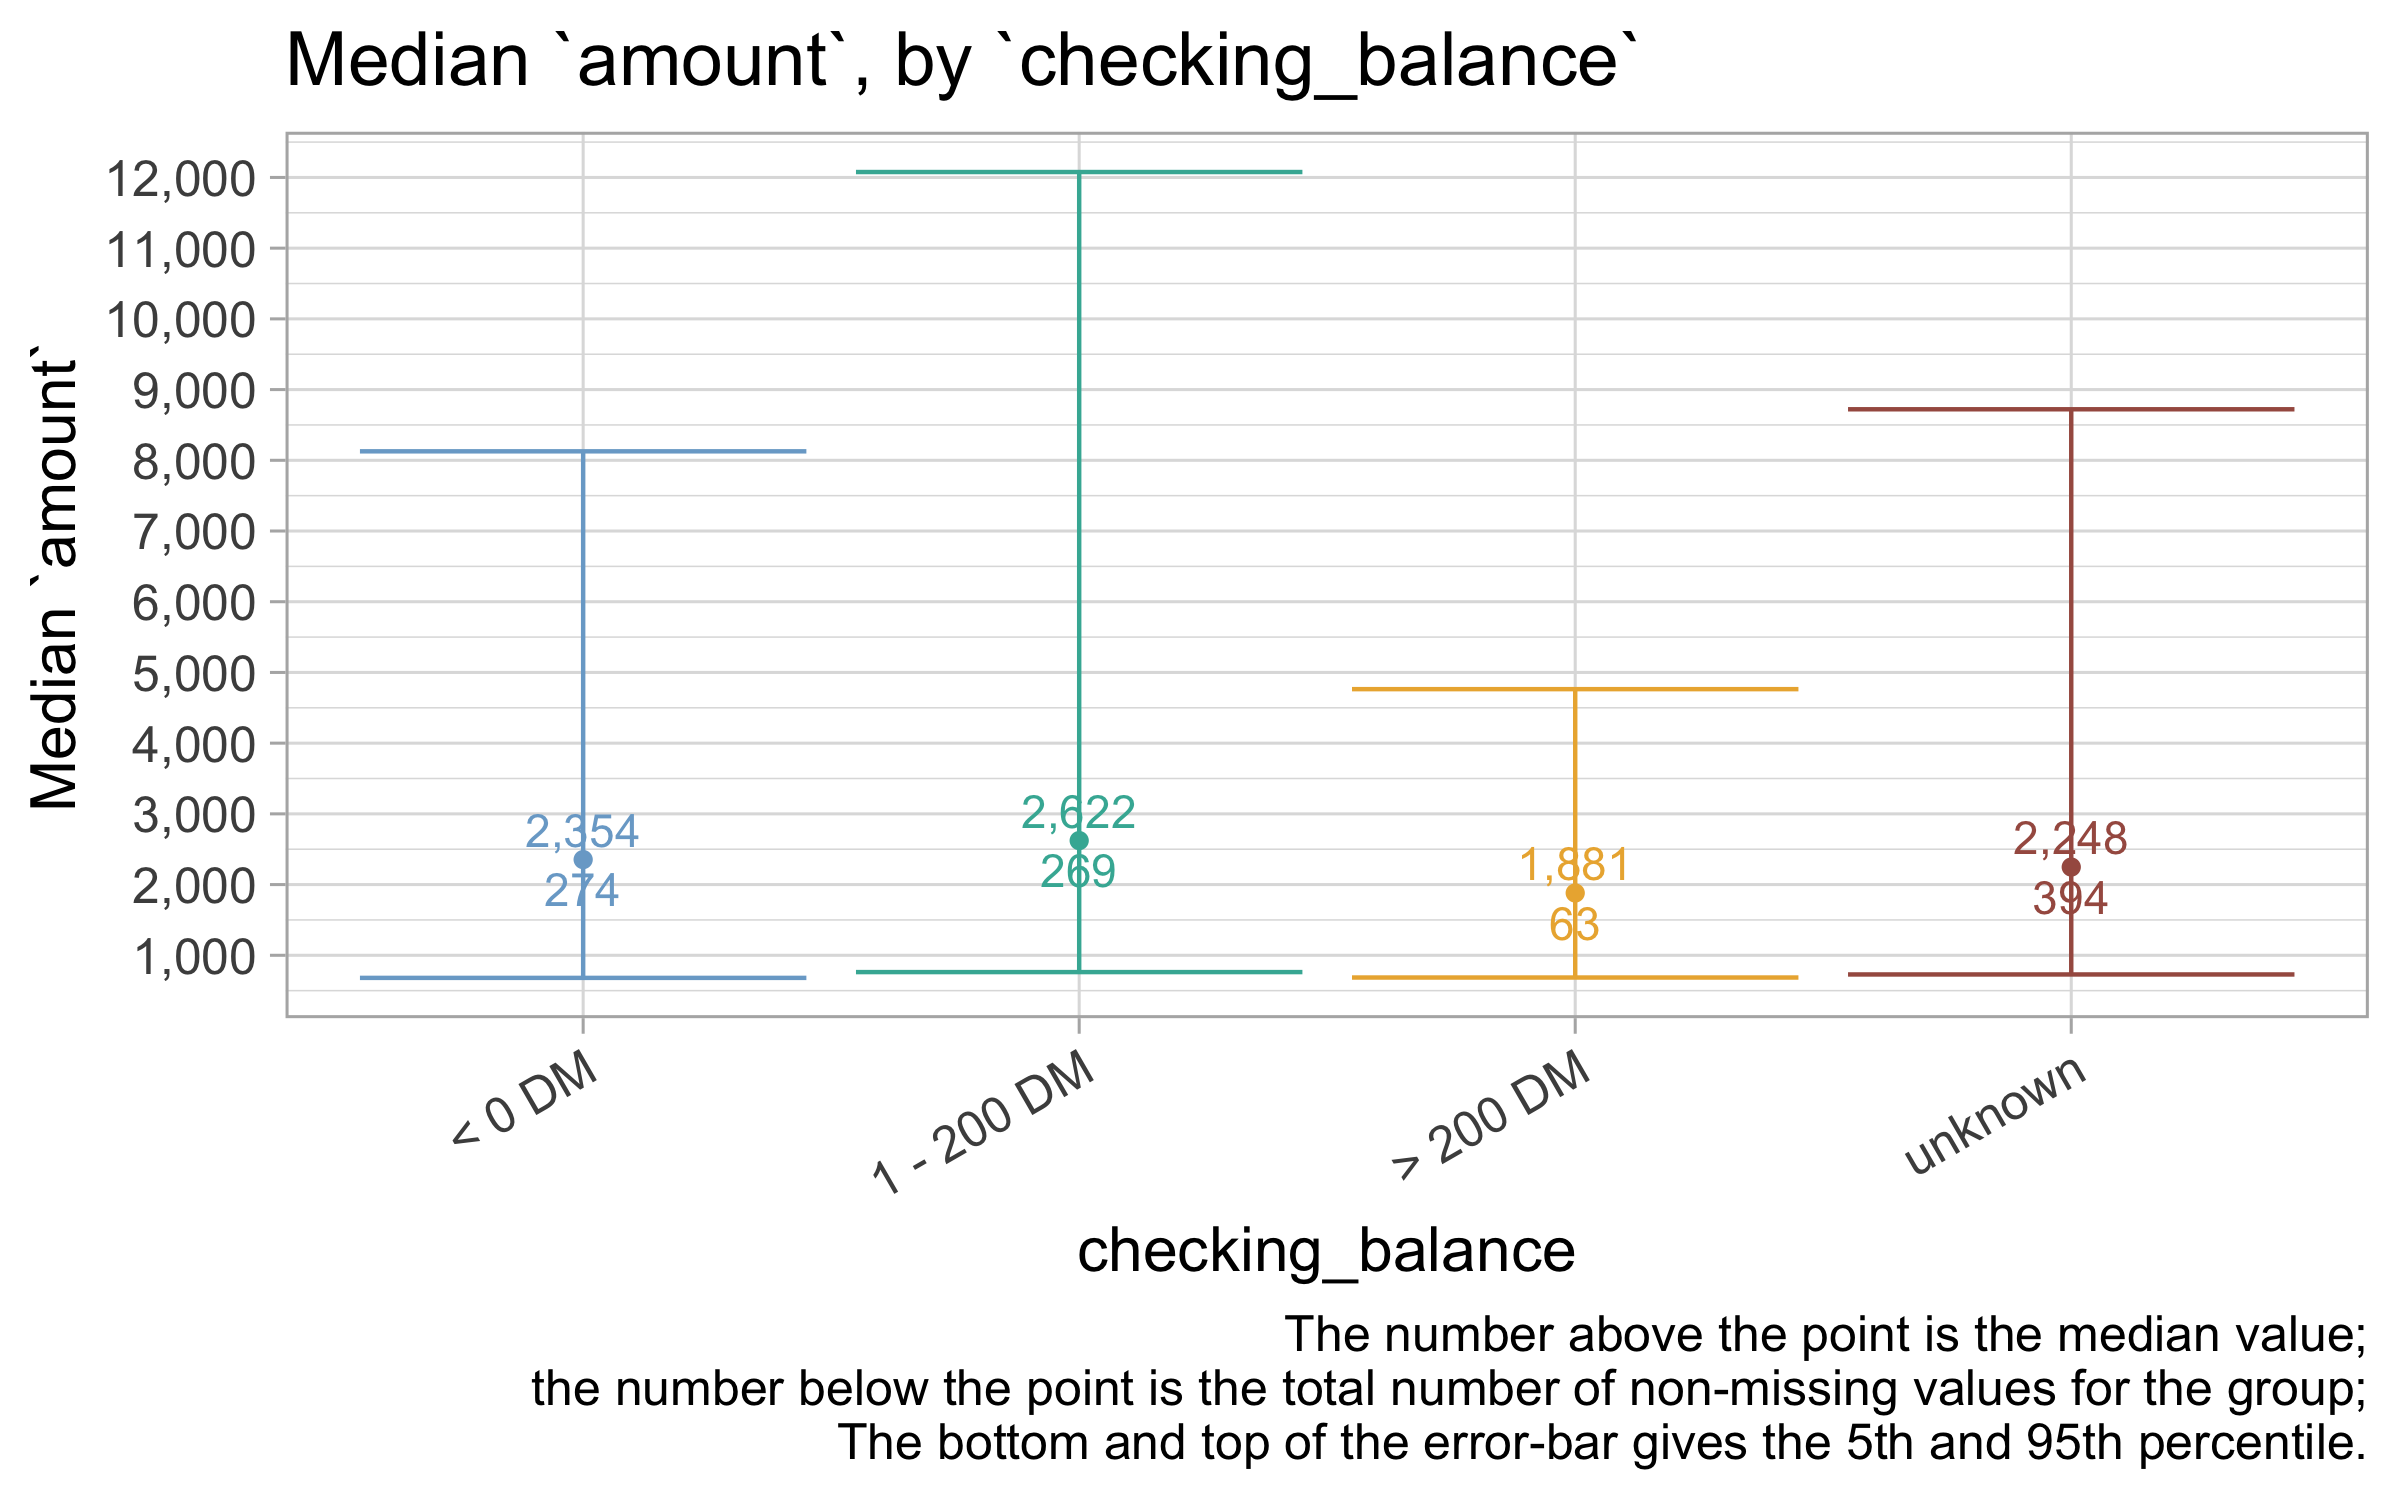 Median `amount`, by `checking_balance`
Median `amount`
12,000
11,000
10,000
9,000
8,000
7,000
6,000
5,000
4,000
3,000
2,000
1,000
2,354
274
2,622
269
1,881
63
2,248
394
< 0 DM
1 - 200 DM
> 200 DM
unknown
checking_balance
The number above the point is the median value;
the number below the point is the total number of non-missing values for the group;
The bottom and top of the error-bar gives the 5th and 95th percentile.